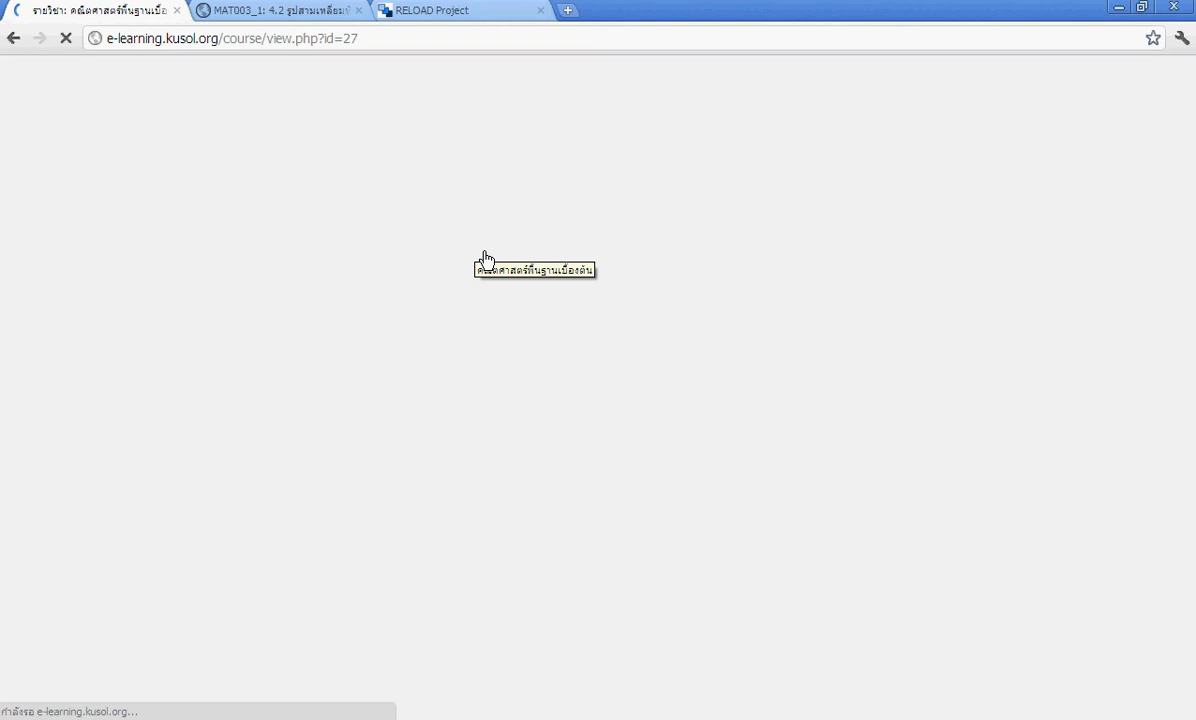 รายวิชา: คณิตศาสตร์พื้นฐานเบื้อ
MAT003_1: 4.2 รูปสามเหลี่ยม
RELOAD Project
e-learning.kusol.org/course/view.php?id=27
คณิตศาสตร์พื้นฐานเบื้องต้น
กำลังรอ e-learning.kusol.org...